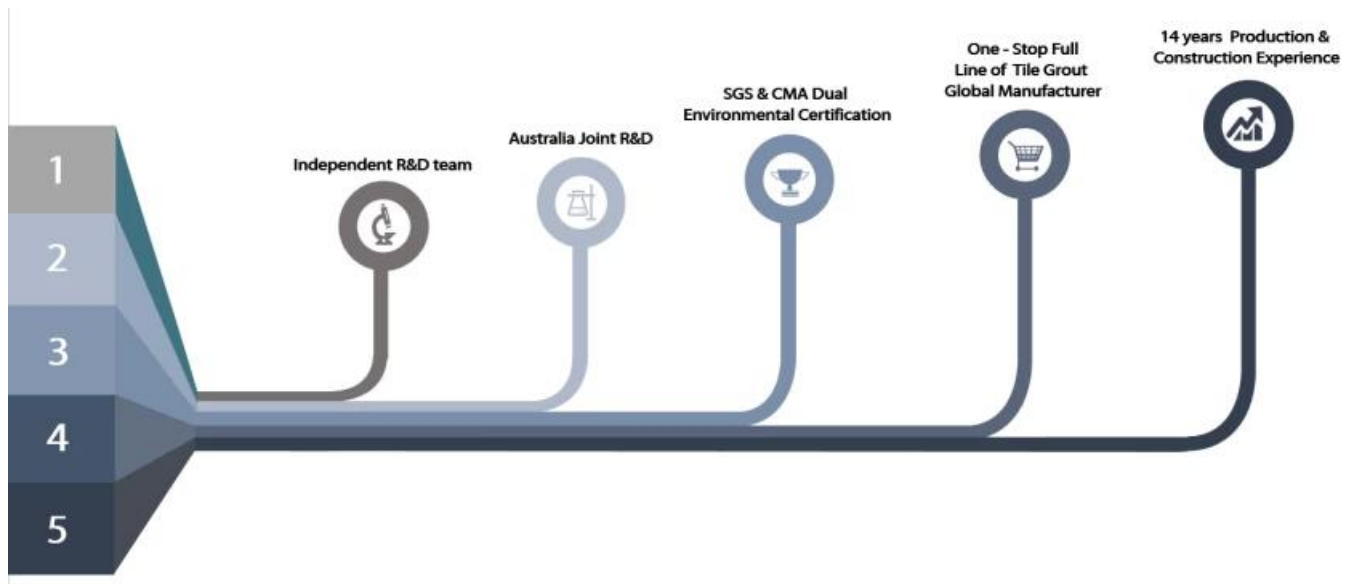 1
2
3
4
5
Independent R&D team
Australia Joint R&D
SGS & CMA Dual
Environmental Certification
One - Stop Full
Line of Tile Grout
Global Manufacturer
14 years Production &
Construction Experience